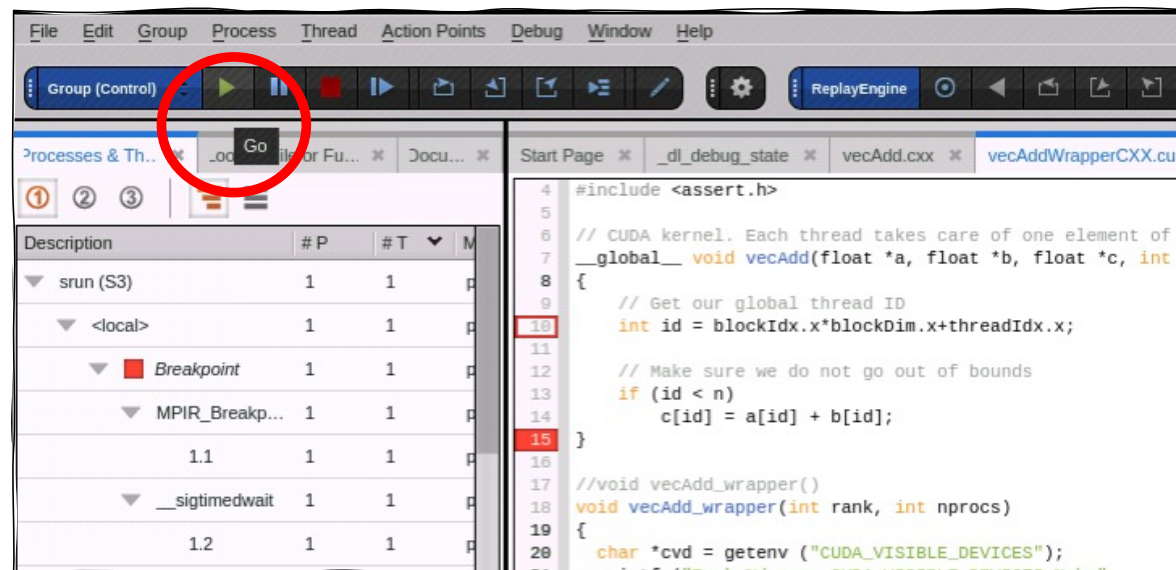 File Edit Group Process Thread Action Points Debug Window Help
Group (Control) ReplayEngine
Go
Processes & Th.. Docu... Start Page _dl_debug_state vecAdd.cxx vecAddWrapperCXX.cu
1 2 3
Description # P # T M
srun (S3) 1 1 p
<local> 1 1 p
Breakpoint 1 1 p
MPIR_Breakp... 1 1 p
1.1 1 1 p
__sigtimedwait 1 1 p
1.2 1 1 p
4 #include <assert.h>
5
6 // CUDA kernel. Each thread takes care of one element of
7 __global__ void vecAdd(float *a, float *b, float *c, int
8 {
9 // Get our global thread ID
10 int id = blockIdx.x*blockDim.x+threadIdx.x;
11
12 // Make sure we do not go out of bounds
13 if (id < n)
14 c[id] = a[id] + b[id];
15 }
16
17 //void vecAdd_wrapper()
18 void vecAdd_wrapper(int rank, int nprocs)
19 {
20 char *cvd = getenv ("CUDA_VISIBLE_DEVICES");